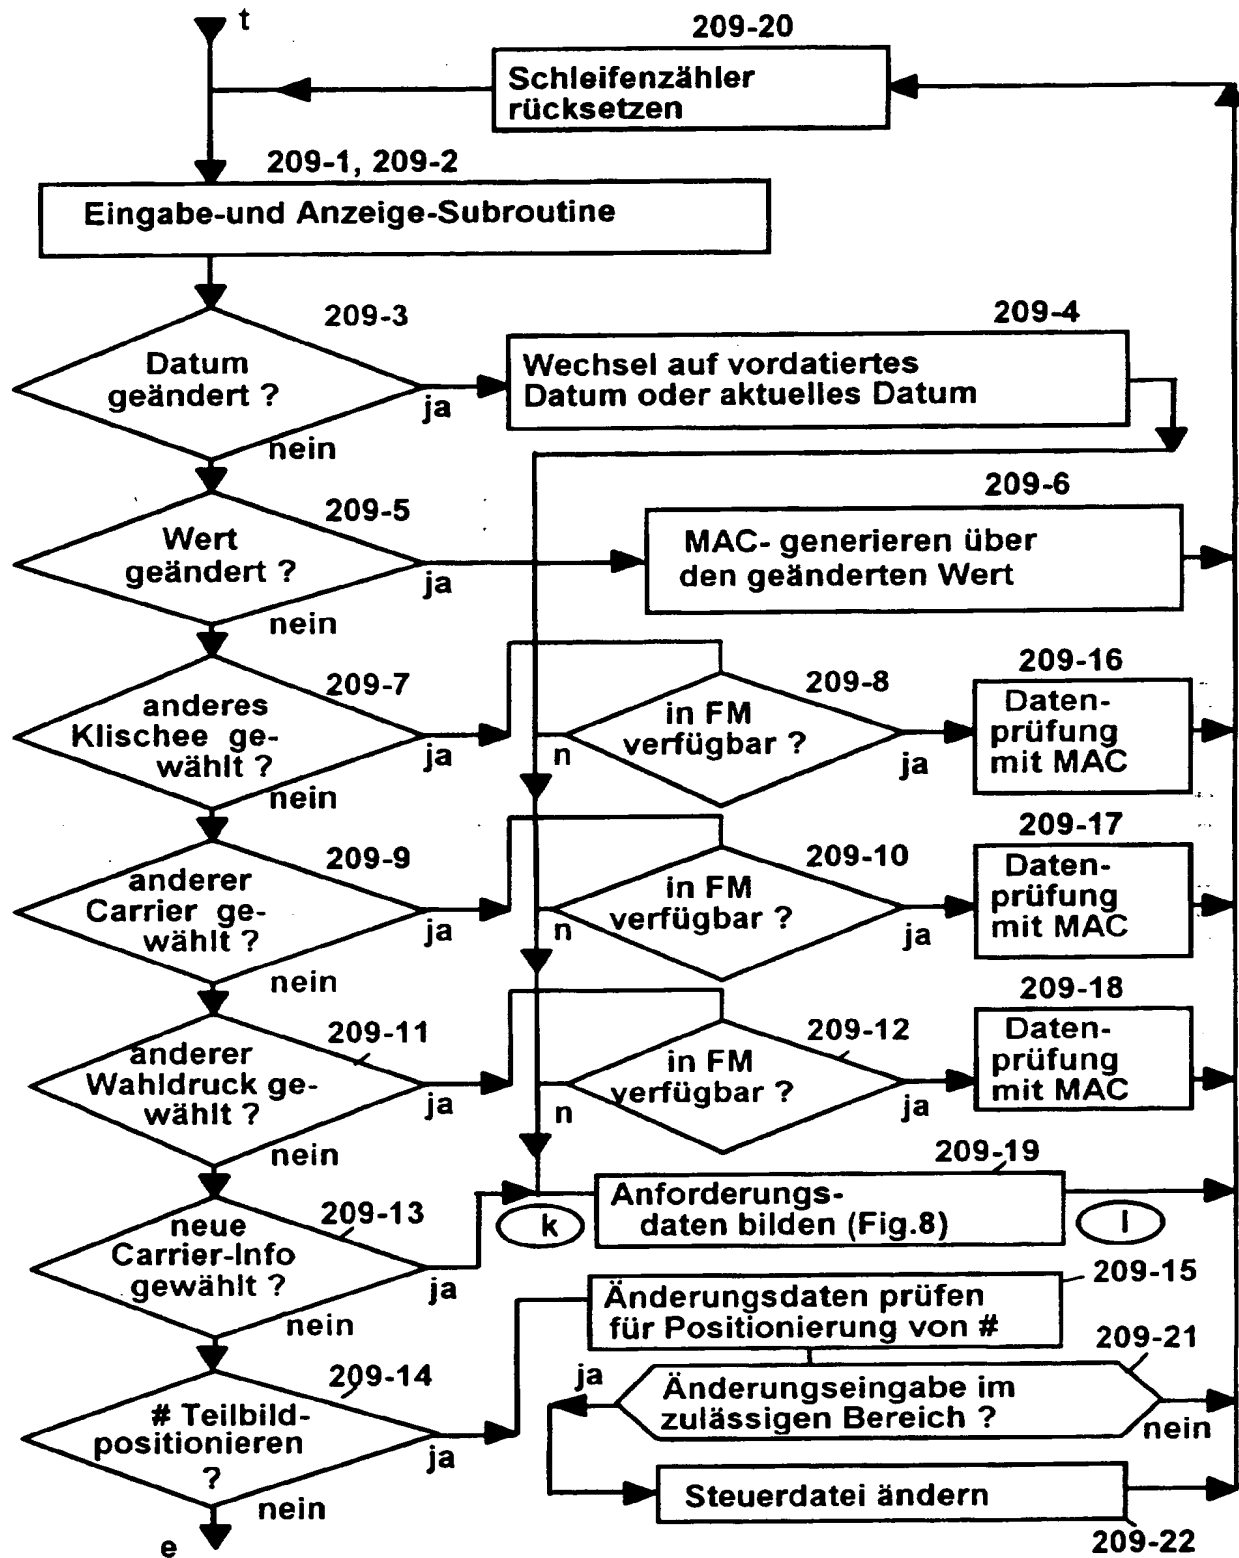 t
209-20
Schleifenzähler
rücksetzen
209-1, 209-2
Eingabe-und Anzeige-Subroutine
209-3
Datum
geändert ?
ja
nein
209-4
Wechsel auf vordatiertes
Datum oder aktuelles Datum
209-5
Wert
geändert ?
ja
nein
209-6
MAC- generieren über
den geänderten Wert
209-7
anderes
Klischee ge-
wählt ?
ja
nein
209-8
in FM
verfügbar ?
n
ja
209-16
Daten-
prüfung
mit MAC
209-9
anderer
Carrier ge-
wählt ?
ja
nein
209-10
in FM
verfügbar ?
n
ja
209-17
Daten-
prüfung
mit MAC
209-11
anderer
Wahldruck ge-
wählt ?
ja
nein
209-12
in FM
verfügbar ?
n
ja
209-18
Daten-
prüfung
mit MAC
209-13
neue
Carrier-Info
gewählt ?
ja
nein
k
209-19
Anforderungs-
daten bilden (Fig.8)
l
209-14
# Teilbild-
positionieren
?
ja
nein
209-15
Änderungsdaten prüfen
für Positionierung von #
209-21
Änderungseingabe im
zulässigen Bereich ?
ja
nein
Steuerdatei ändern
209-22
e